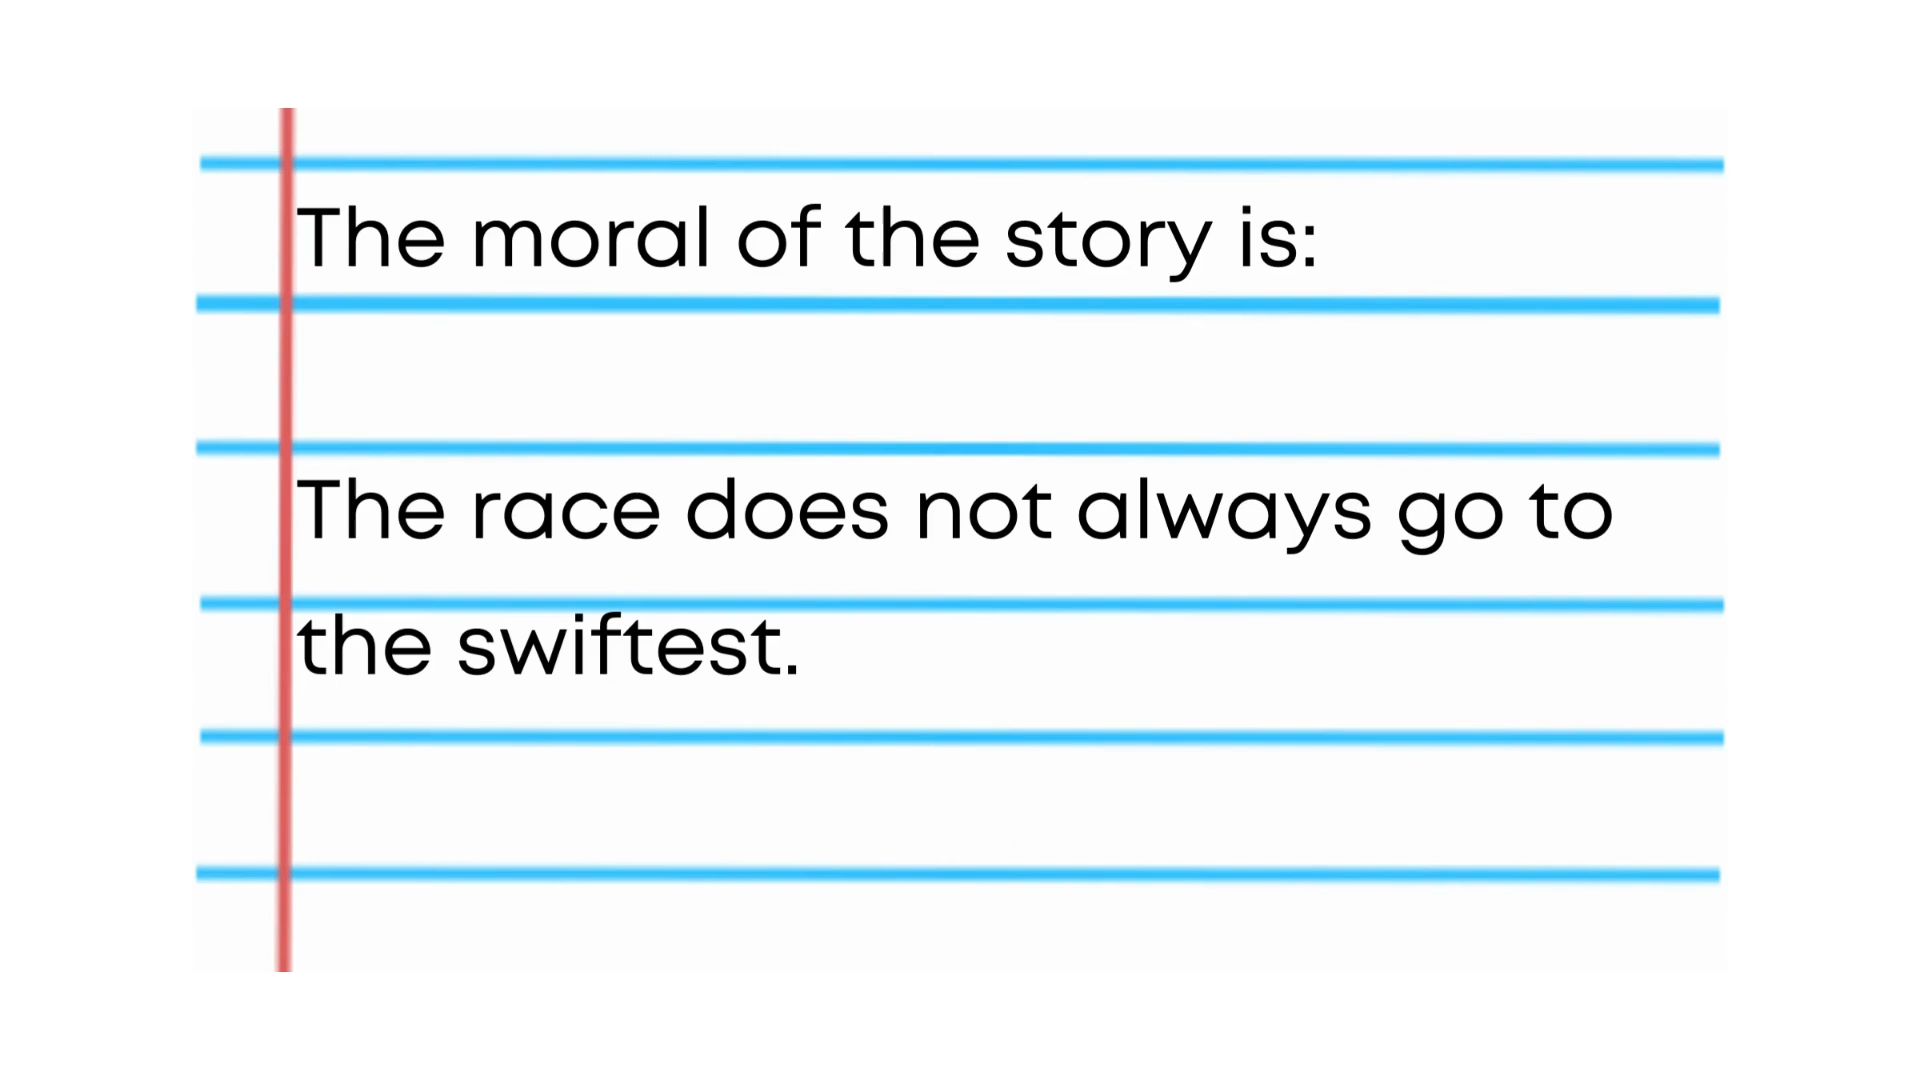 The moral of the story is:
The race does not always go to
the swiftest.